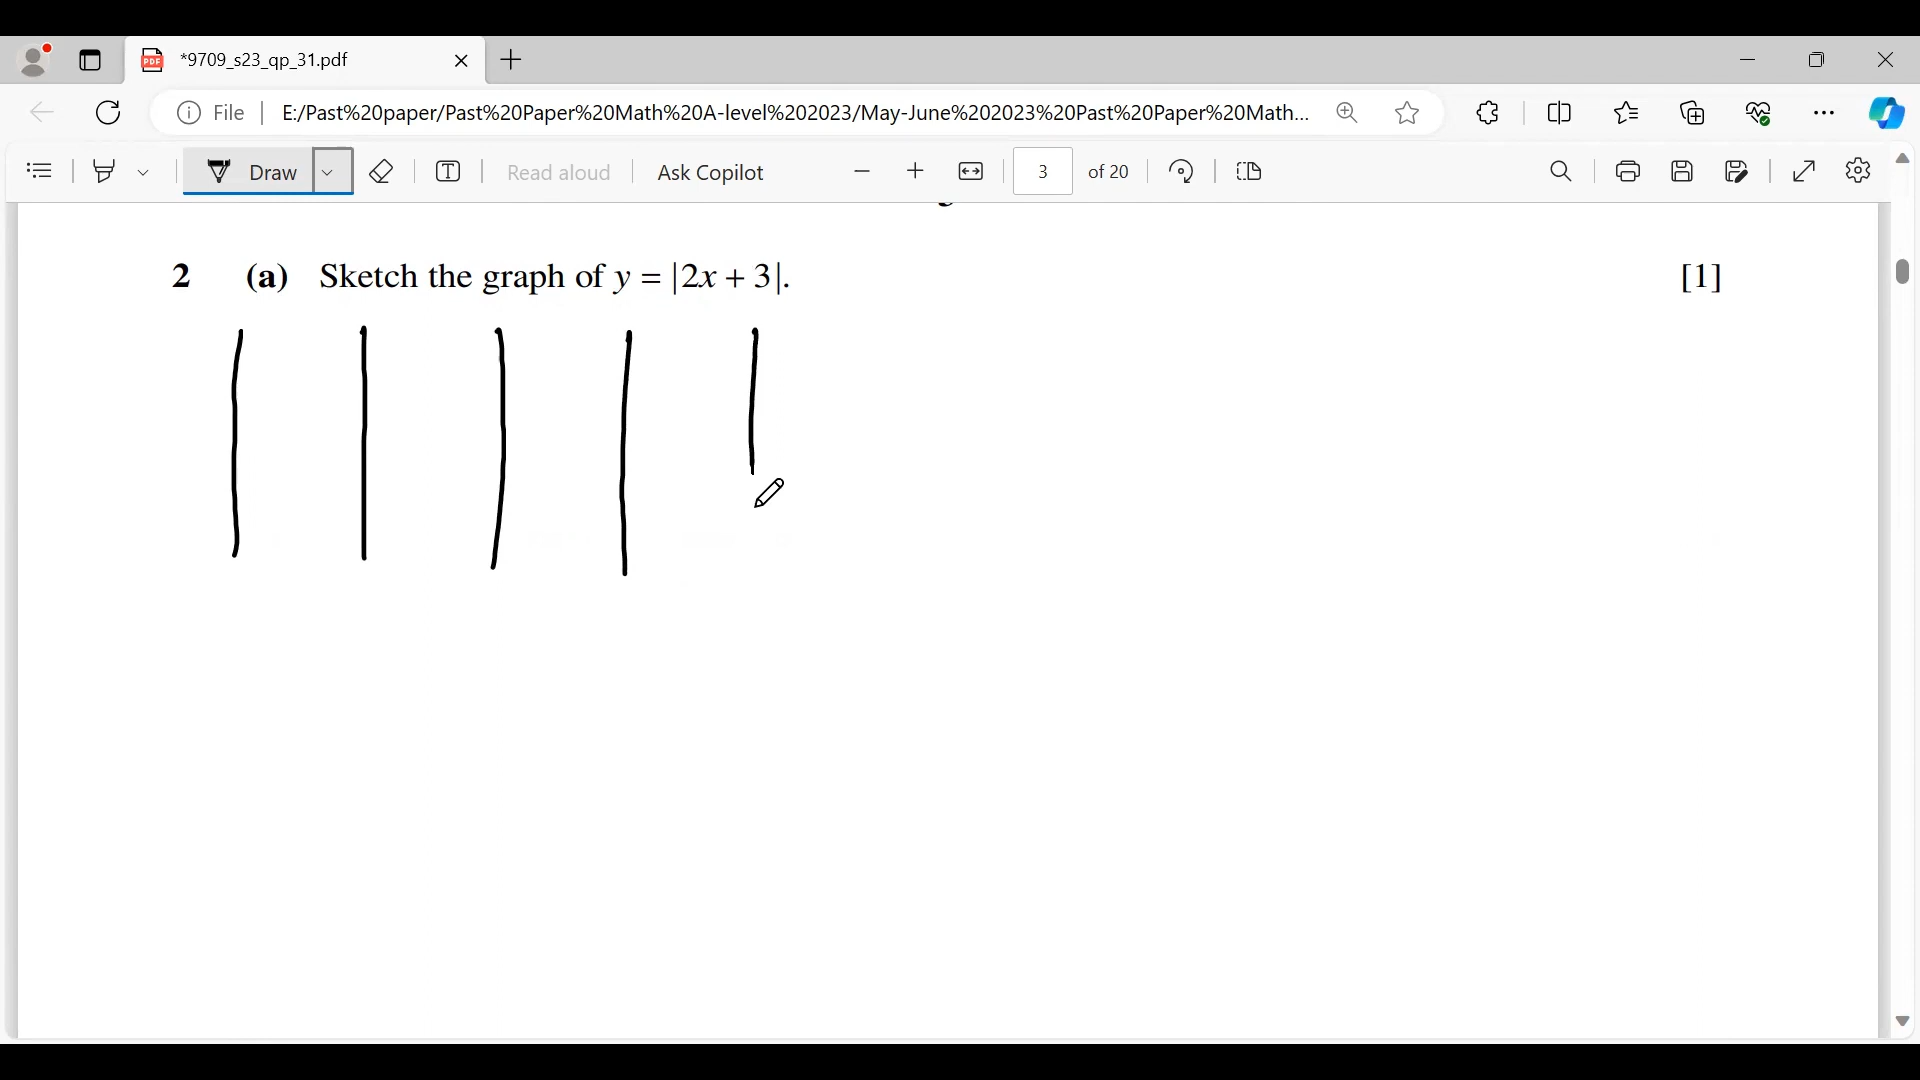 *9709_s23_qp_31.pdf
File | E:/Past%20paper/Past%20Paper%20Math%20A-level%202023/May-June%202023%20Past%20Paper%20Math...
Draw Read aloud Ask Copilot 3 of 20
2 (a) Sketch the graph of y = |2x + 3|. [1]